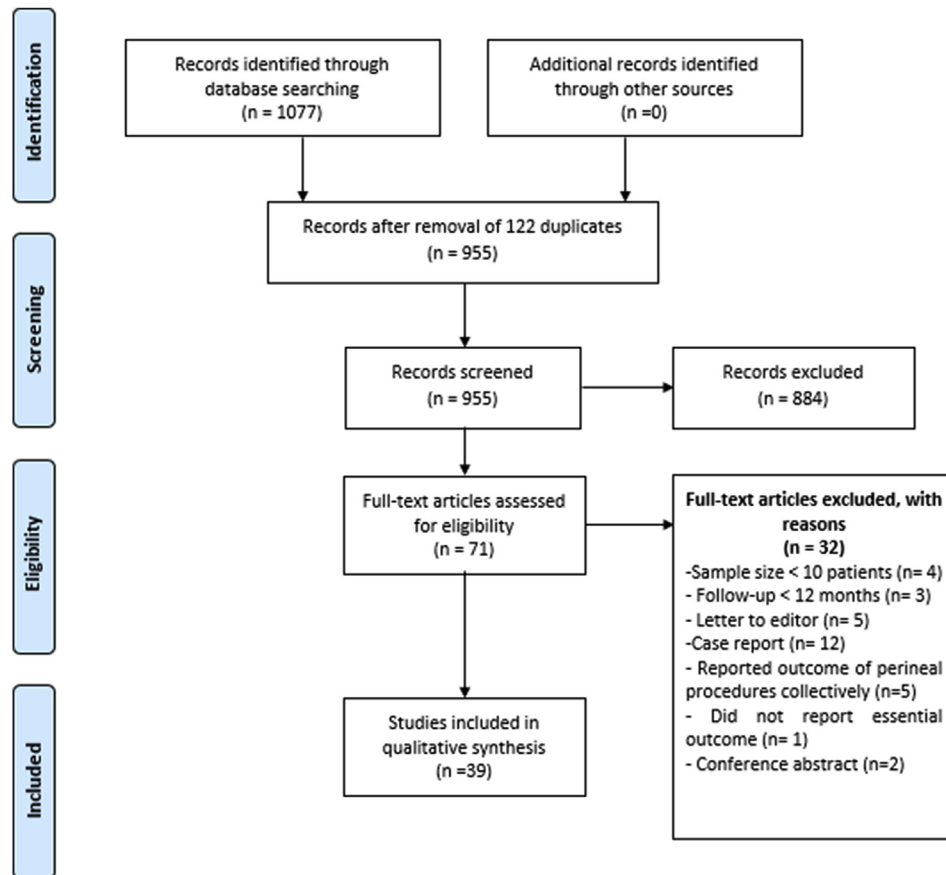 Identification
Records identified through
database searching
(n = 1077)
Additional records identified
through other sources
(n =0)
Records after removal of 122 duplicates
(n = 955)
Screening
Records screened
(n = 955)
Records excluded
(n = 884)
Eligibility
Full-text articles assessed
for eligibility
(n = 71)
Full-text articles excluded, with
reasons
(n = 32)
-Sample size < 10 patients (n= 4)
- Follow-up < 12 months (n= 3)
- Letter to editor (n= 5)
-Case report (n= 12)
- Reported outcome of perineal
procedures collectively (n=5)
- Did not report essential
outcome (n= 1)
- Conference abstract (n=2)
Included
Studies included in
qualitative synthesis
(n =39)